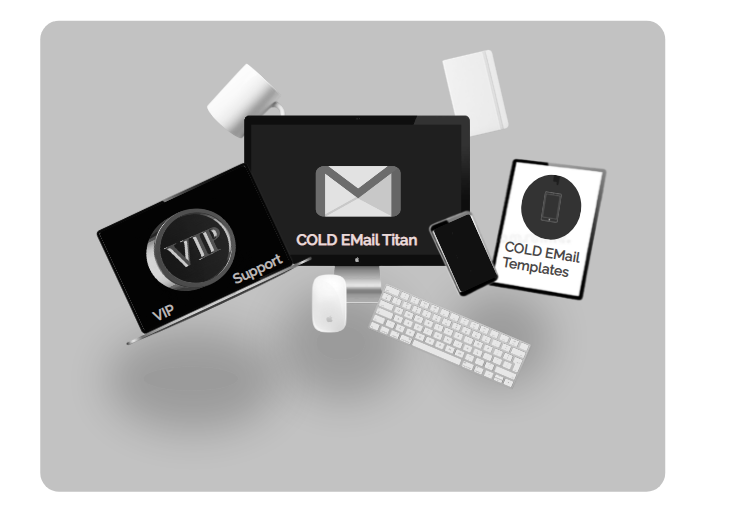 COLD EMail Titan
VIP
VIP
Support
COLD EMail
Templates